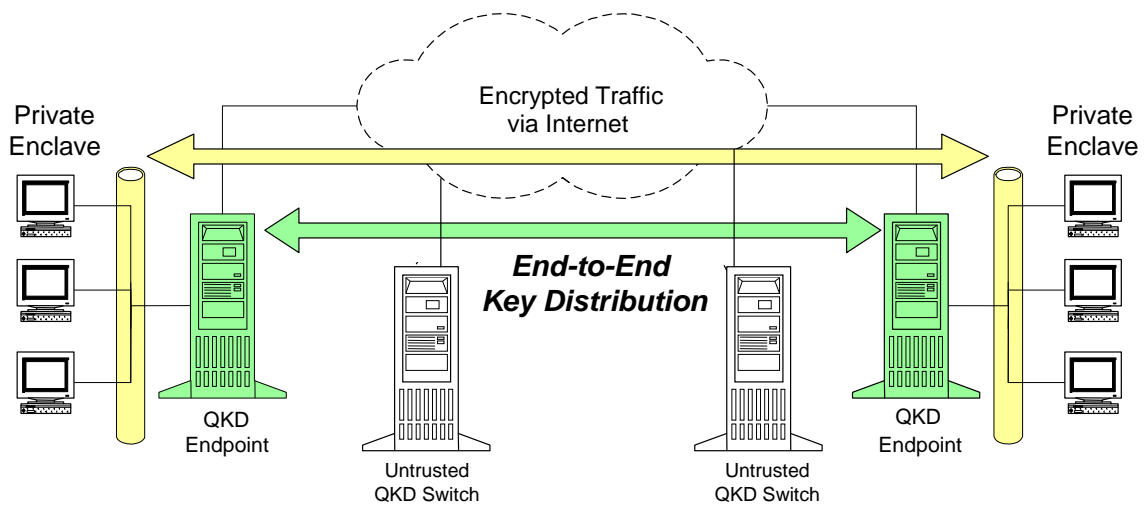 Encrypted Traffic
via Internet
Private
Enclave
Private
Enclave
End-to-End
Key Distribution
QKD
Endpoint
QKD
Endpoint
Untrusted
QKD Switch
Untrusted
QKD Switch